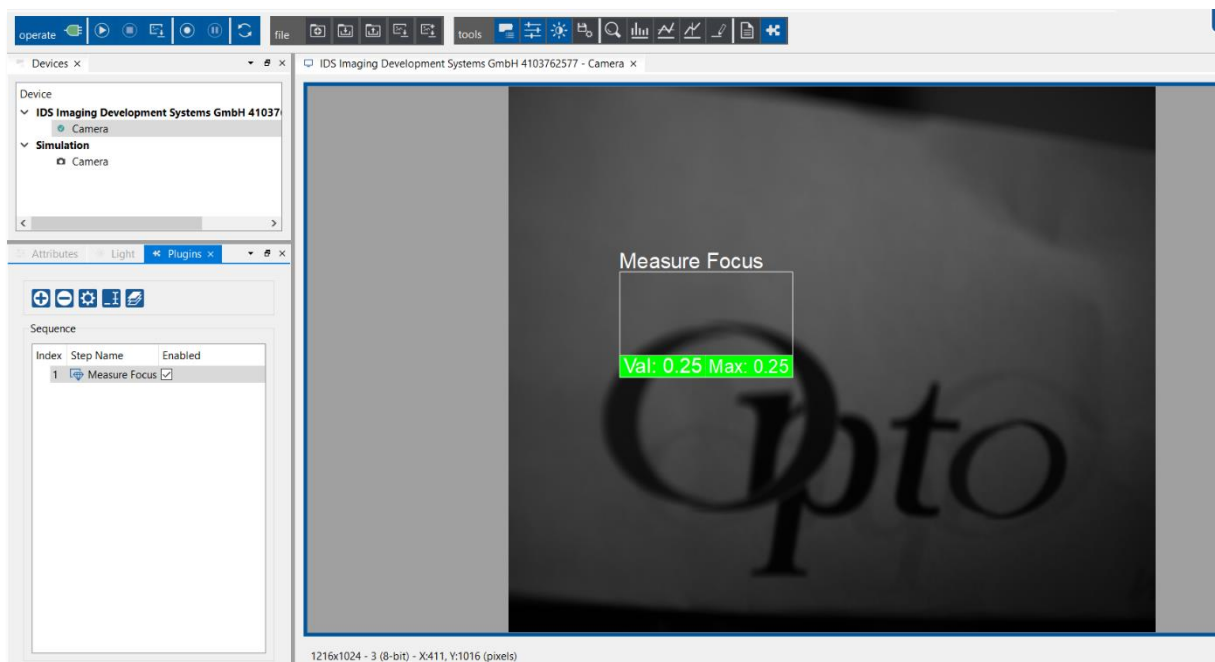 operate
file
tools
Devices
IDS Imaging Development Systems GmbH 4103762577 - Camera
Device
IDS Imaging Development Systems GmbH 41037
Camera
Simulation
Camera
Attributes Light Plugins
Sequence
Index Step Name Enabled
1 Measure Focus
Measure Focus
Val: 0.25 Max: 0.25
Opto
1216x1024 - 3 (8-bit) - X:411, Y:1016 (pixels)